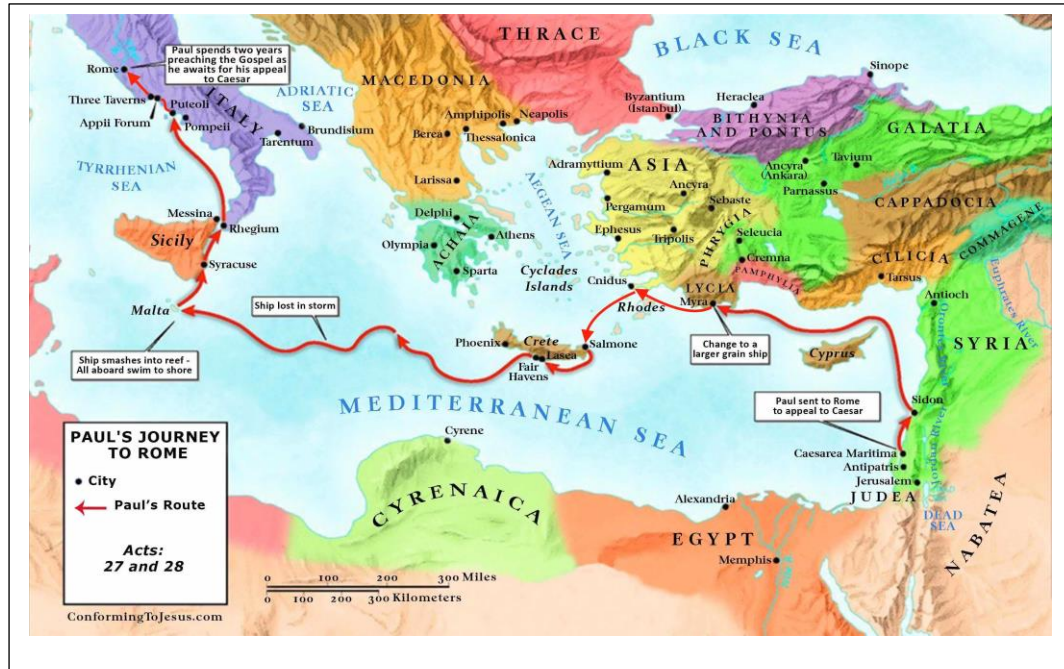 THRACE
BLACK SEA
Paul spends two years
preaching the Gospel as
he awaits for his appeal
to Caesar
Rome
MACEDONIA
Sinope
Three Taverns
Puteoli
ITALY
ADRIATIC
SEA
Byzantium
(Istanbul)
Heraclea
BITHYNIA
AND PONTUS
Appii Forum
Pompeii
Brundisium
Tarentum
Amphipolis
Neapolis
Berea
Thessalonica
GALATIA
TYRRHENIAN
SEA
Adramyttium
ASIA
Ancyra
(Ankara)
Tavium
Larissa
AEGEAN SEA
Ancyra
Parnassus
Pergamum
Sebaste
CAPPADOCIA
Messina
Rhegium
Delphi
ACHAIA
Athens
Ephesus
Tripolis
PHRYGIA
Seleucia
COMMAGENE
Sicily
Olympia
Cremna
CILICIA
Syracuse
Sparta
Cyclades
Islands
Cnidus
PAMPHYLIA
Tarsus
Euphrates River
LYCIA
Myra
Antioch
Malta
Ship lost in storm
Rhodes
Orontes River
Phoenix
Crete
Salmone
Change to a
larger grain ship
Cyprus
SYRIA
Ship smashes into reef -
All aboard swim to shore
Lasea
Fair
Havens
MEDITERRANEAN SEA
Paul sent to Rome
to appeal to Caesar
Sidon
Jordan River
Cyrene
Caesarea Maritima
Antipatris
Jerusalem
JUDEA
DEAD
SEA
NABATEA
CYRENAICA
Alexandria
EGYPT
Memphis
PAUL'S JOURNEY
TO ROME
City
Paul's Route
Acts:
27 and 28
0 100 200 300 Miles
0 100 200 300 Kilometers
ConformingToJesus.com